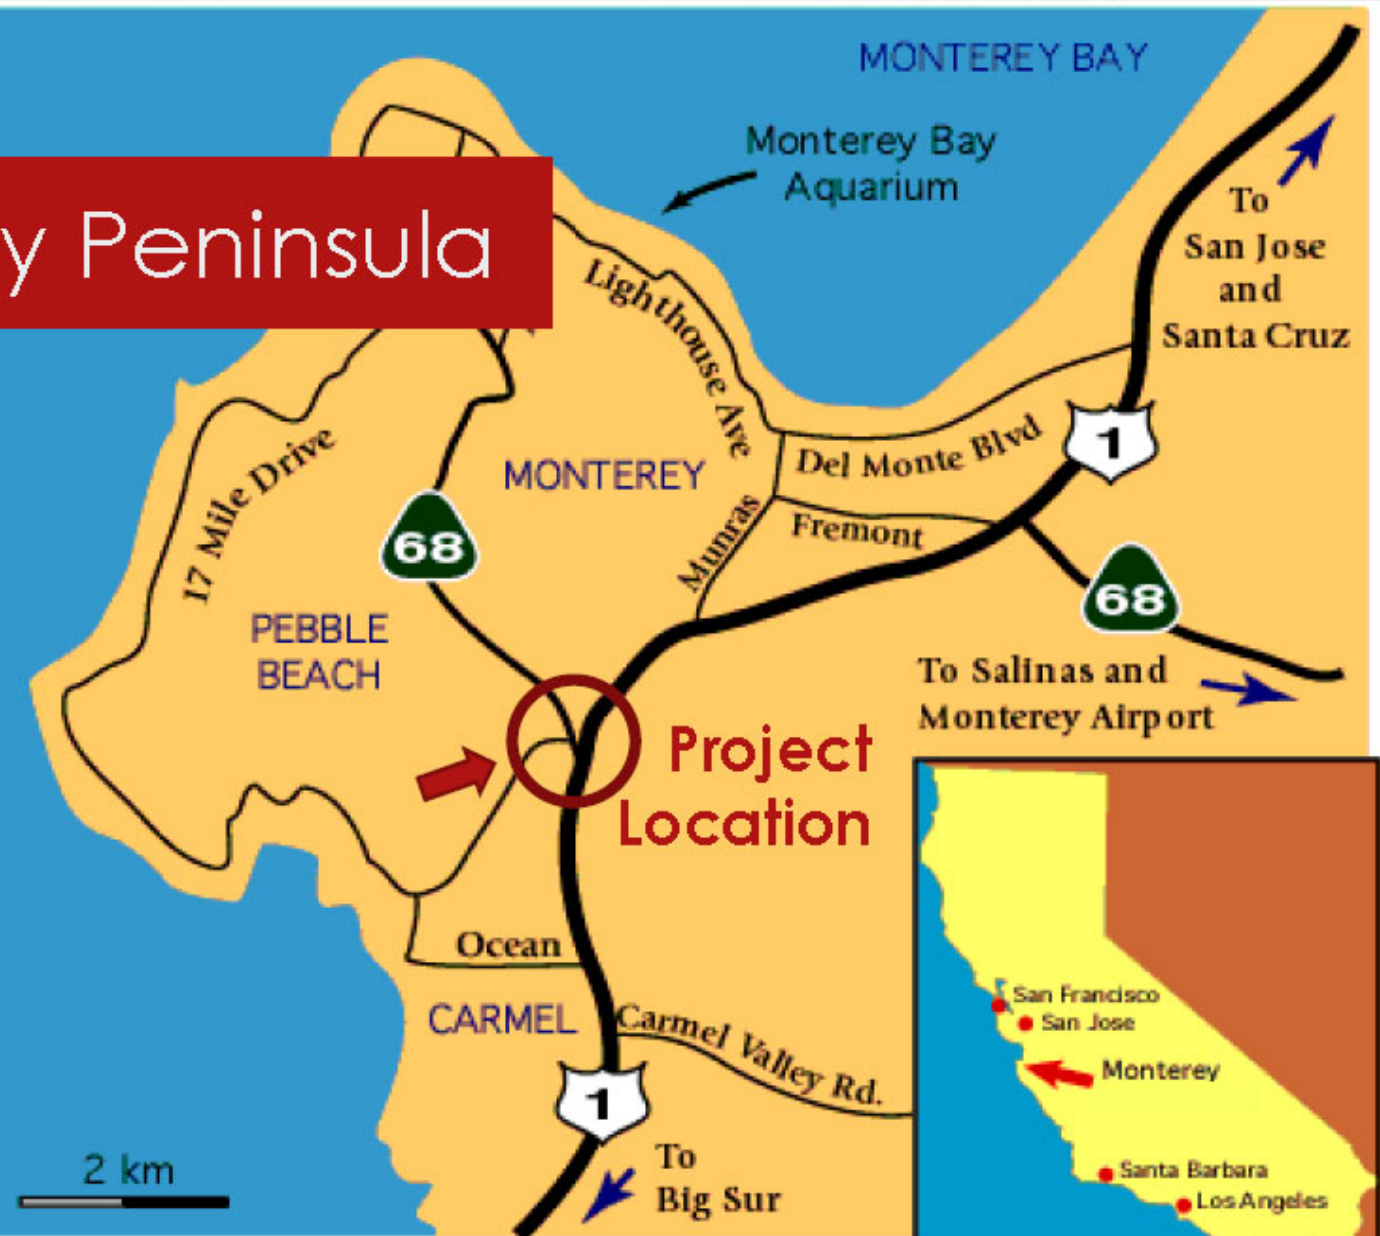 MONTEREY BAY
Monterey Bay
Aquarium
y Peninsula
To
San Jose
and
Santa Cruz
Lighthouse Ave
17 Mile Drive
MONTEREY
Del Monte Blvd
1
Munras
Fremont
68
68
PEBBLE
BEACH
To Salinas and
Monterey Airport
Project
Location
Ocean
CARMEL
Carmel Valley Rd.
1
To
Big Sur
2 km
San Francisco
San Jose
Monterey
Santa Barbara
Los Angeles